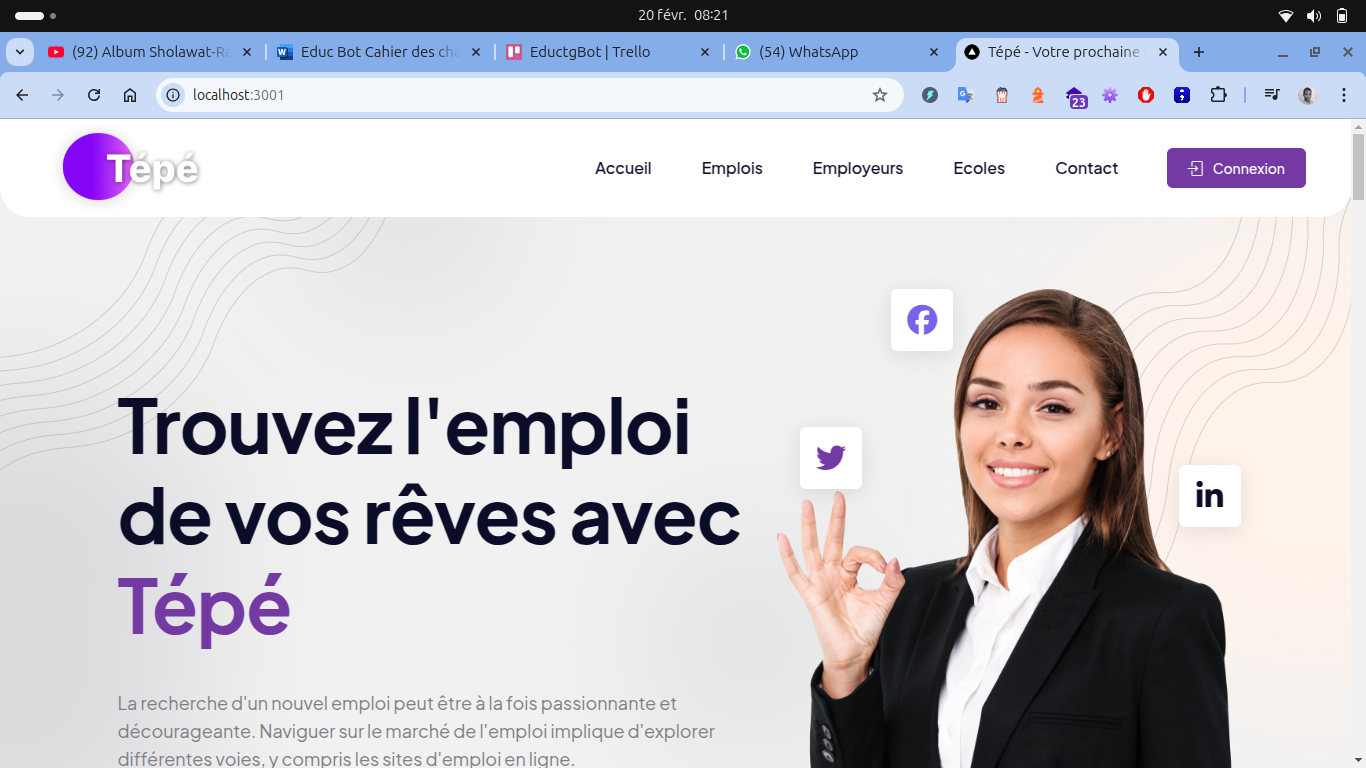 20 févr. 08:21
(92) Album Sholawat-Ra
Educ Bot Cahier des cha
EductgBot | Trello
(54) WhatsApp
Tépé - Votre prochaine
localhost:3001
23
Tépé
Accueil
Emplois
Employeurs
Ecoles
Contact
Connexion
Trouvez l'emploi
de vos rêves avec
Tépé
La recherche d'un nouvel emploi peut être à la fois passionnante et
décourageante. Naviguer sur le marché de l'emploi implique d'explorer
différentes voies, y compris les sites d'emploi en ligne.
in